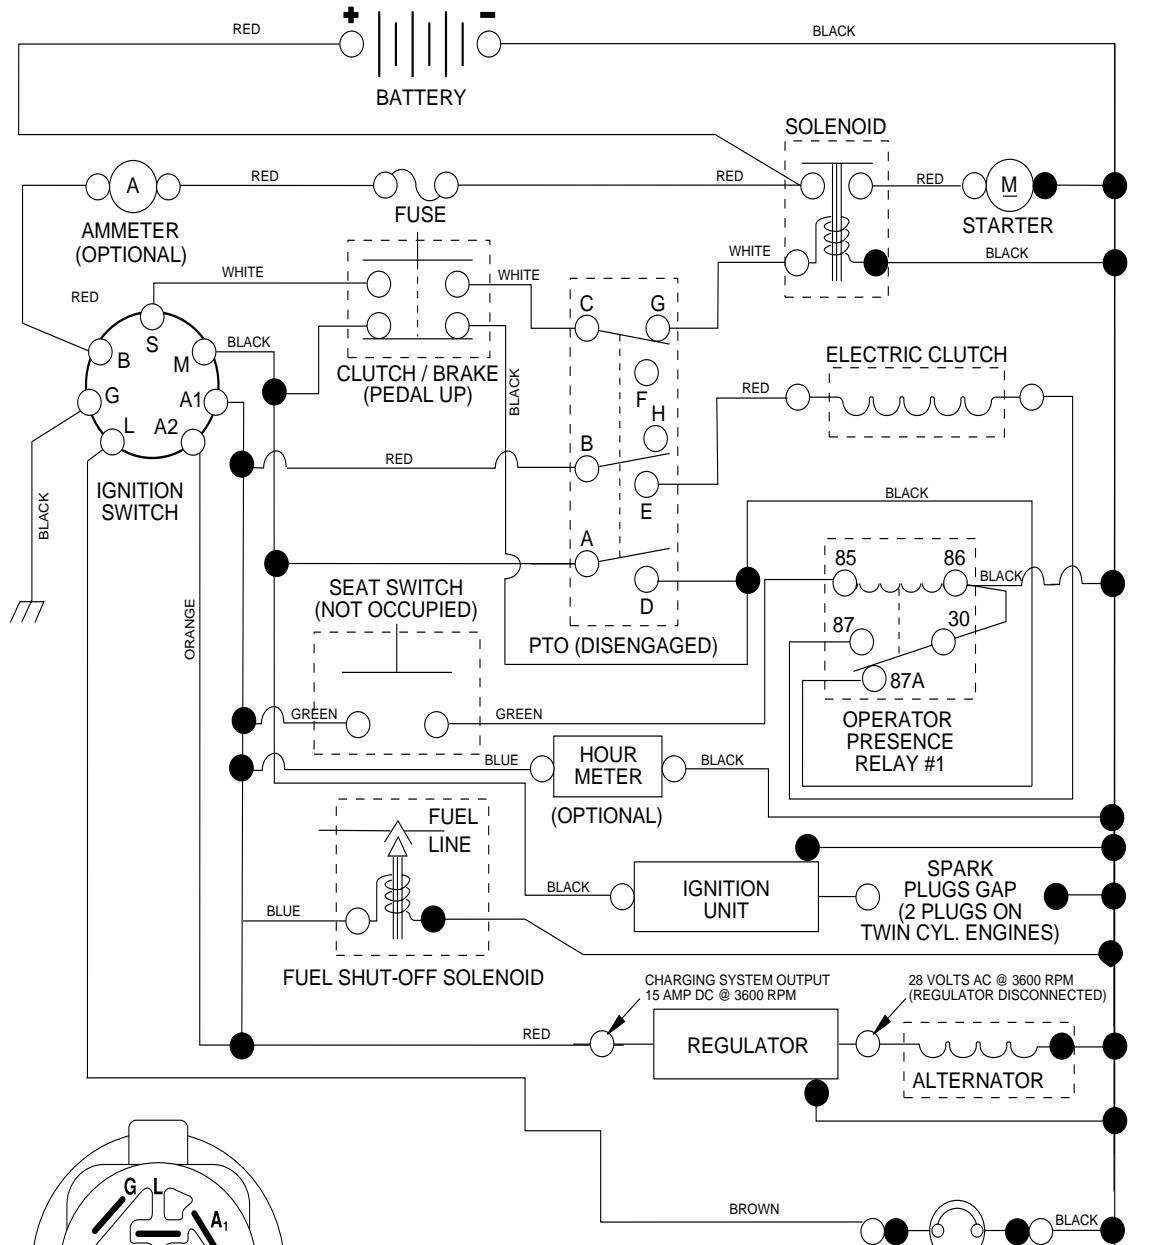 + -
RED
BLACK
BATTERY
SOLENOID
A
RED
RED
RED
M
FUSE
AMMETER
(OPTIONAL)
STARTER
WHITE
WHITE
WHITE
BLACK
RED
C
G
S
BLACK
B
M
ELECTRIC CLUTCH
CLUTCH / BRAKE
(PEDAL UP)
BLACK
G
A1
F
RED
L
A2
H
B
RED
IGNITION
SWITCH
BLACK
E
BLACK
A
85
86
BLACK
SEAT SWITCH
(NOT OCCUPIED)
D
ORANGE
87
30
PTO (DISENGAGED)
87A
GREEN
GREEN
OPERATOR
PRESENCE
RELAY #1
BLUE
HOUR
METER
BLACK
(OPTIONAL)
FUEL
LINE
BLACK
IGNITION
UNIT
SPARK
PLUGS GAP
(2 PLUGS ON
TWIN CYL. ENGINES)
BLUE
FUEL SHUT-OFF SOLENOID
CHARGING SYSTEM OUTPUT
15 AMP DC @ 3600 RPM
28 VOLTS AC @ 3600 RPM
(REGULATOR DISCONNECTED)
RED
REGULATOR
ALTERNATOR
G
L
A1
BROWN
BLACK